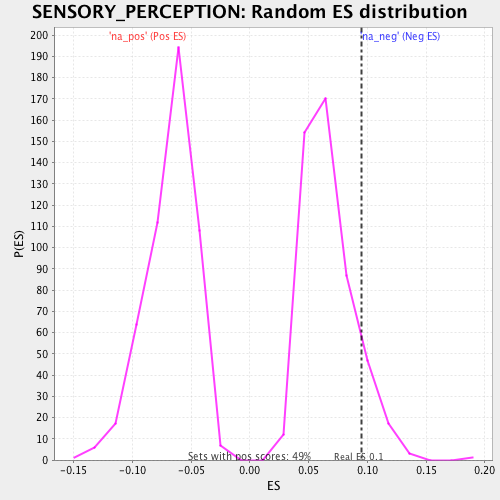 SENSORY_PERCEPTION: Random ES distribution
'na_pos' (Pos ES)
'na_neg' (Neg ES)
200
190
180
170
160
150
140
130
120
110
100
90
80
70
60
50
40
30
20
10
0
P(ES)
Sets with pos scores: 49%
Real ES 0.1
-0.15 -0.10 -0.05 0.00 0.05 0.10 0.15 0.20
ES